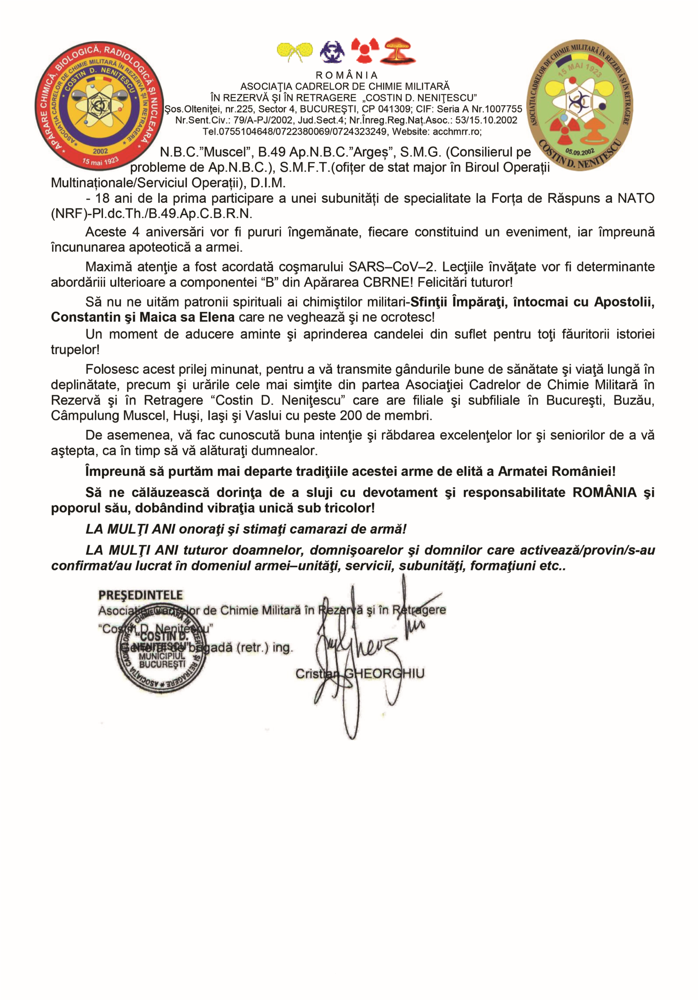 APĂRARE CHIMICĂ, BIOLOGICĂ, RADIOLOGICĂ ȘI NUCLEARĂ
ASOCIAȚIA CADRELOR DE CHIMIE MILITARĂ ÎN REZERVĂ ȘI ÎN RETRAGERE
COSTIN D. NENIȚESCU
2002
15 mai 1923
ROMÂNIA
ASOCIAŢIA CADRELOR DE CHIMIE MILITARĂ
ÎN REZERVĂ ŞI ÎN RETRAGERE „COSTIN D. NENIŢESCU”
Şos.Olteniţei, nr.225, Sector 4, BUCUREŞTI, CP 041309; CIF: Seria A Nr.1007755
Nr.Sent.Civ.: 79/A-PJ/2002, Jud.Sect.4; Nr.Înreg.Reg.Naţ.Asoc.: 53/15.10.2002
Tel.0755104648/0722380069/0724323249, Website: acchmrr.ro;
ASOCIAȚIA CADRELOR DE CHIMIE MILITARĂ ÎN REZERVĂ ȘI ÎN RETRAGERE
15 MAI 1923
05.09.2002
COSTIN D. NENIȚESCU
N.B.C.”Muscel”, B.49 Ap.N.B.C.”Argeș”, S.M.G. (Consilierul pe
probleme de Ap.N.B.C.), S.M.F.T.(ofițer de stat major în Biroul Operații
Multinaționale/Serviciul Operații), D.I.M.
- 18 ani de la prima participare a unei subunități de specialitate la Forța de Răspuns a NATO
(NRF)-Pl.dc.Th./B.49.Ap.C.B.R.N.
Aceste 4 aniversări vor fi pururi îngemănate, fiecare constituind un eveniment, iar împreună
încununarea apoteotică a armei.
Maximă atenţie a fost acordată coşmarului SARS–CoV–2. Lecţiile învăţate vor fi determinante
abordăriii ulterioare a componentei “B” din Apărarea CBRNE! Felicitări tuturor!
Să nu ne uităm patronii spirituali ai chimiştilor militari-Sfinţii Împăraţi, întocmai cu Apostolii,
Constantin şi Maica sa Elena care ne veghează şi ne ocrotesc!
Un moment de aducere aminte şi aprinderea candelei din suflet pentru toţi făuritorii istoriei
trupelor!
Folosesc acest prilej minunat, pentru a vă transmite gândurile bune de sănătate şi viaţă lungă în
deplinătate, precum şi urările cele mai simţite din partea Asociaţiei Cadrelor de Chimie Militară în
Rezervă şi în Retragere “Costin D. Neniţescu” care are filiale şi subfiliale în Bucureşti, Buzău,
Câmpulung Muscel, Huşi, Iaşi şi Vaslui cu peste 200 de membri.
De asemenea, vă fac cunoscută buna intenţie şi răbdarea excelenţelor lor şi seniorilor de a vă
aştepta, ca în timp să vă alăturaţi dumnealor.
Împreună să purtăm mai departe tradiţiile acestei arme de elită a Armatei României!
Să ne călăuzească dorinţa de a sluji cu devotament şi responsabilitate ROMÂNIA şi
poporul său, dobândind vibraţia unică sub tricolor!
LA MULŢI ANI onoraţi şi stimaţi camarazi de armă!
LA MULŢI ANI tuturor doamnelor, domnişoarelor şi domnilor care activează/provin/s-au
confirmat/au lucrat în domeniul armei–unităţi, servicii, subunităţi, formaţiuni etc..
PREŞEDINTELE
Asociaţiei Cadrelor de Chimie Militară în Rezervă şi în Retragere
“Costin D. Neniţescu”
General de brigadă (retr.) ing.
Cristian GHEORGHIU
“COSTIN D.
NENIŢESCU”
MUNICIPIUL
BUCUREŞTI